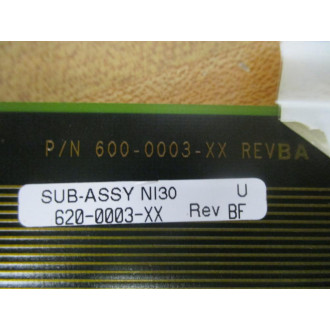 P/N 600-0003-XX REVBA
SUB-ASSY NI30 U
620-0003-XX Rev BF